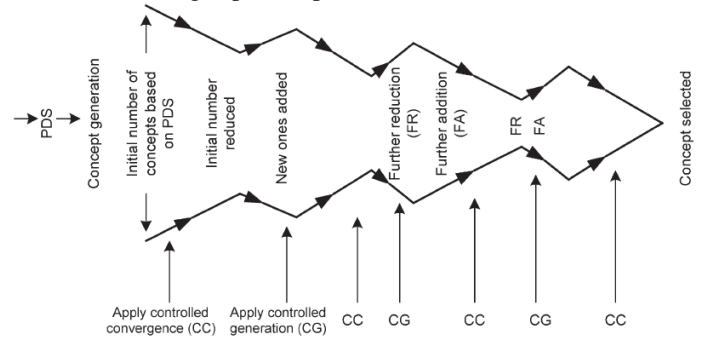 PDS
Concept generation
Initial number of
concepts based
on PDS
Initial number
reduced
New ones added
Further reduction
(FR)
Further addition
(FA)
FR
FA
Concept selected
Apply controlled
convergence (CC)
Apply controlled
generation (CG)
CC
CG
CC
CG
CC